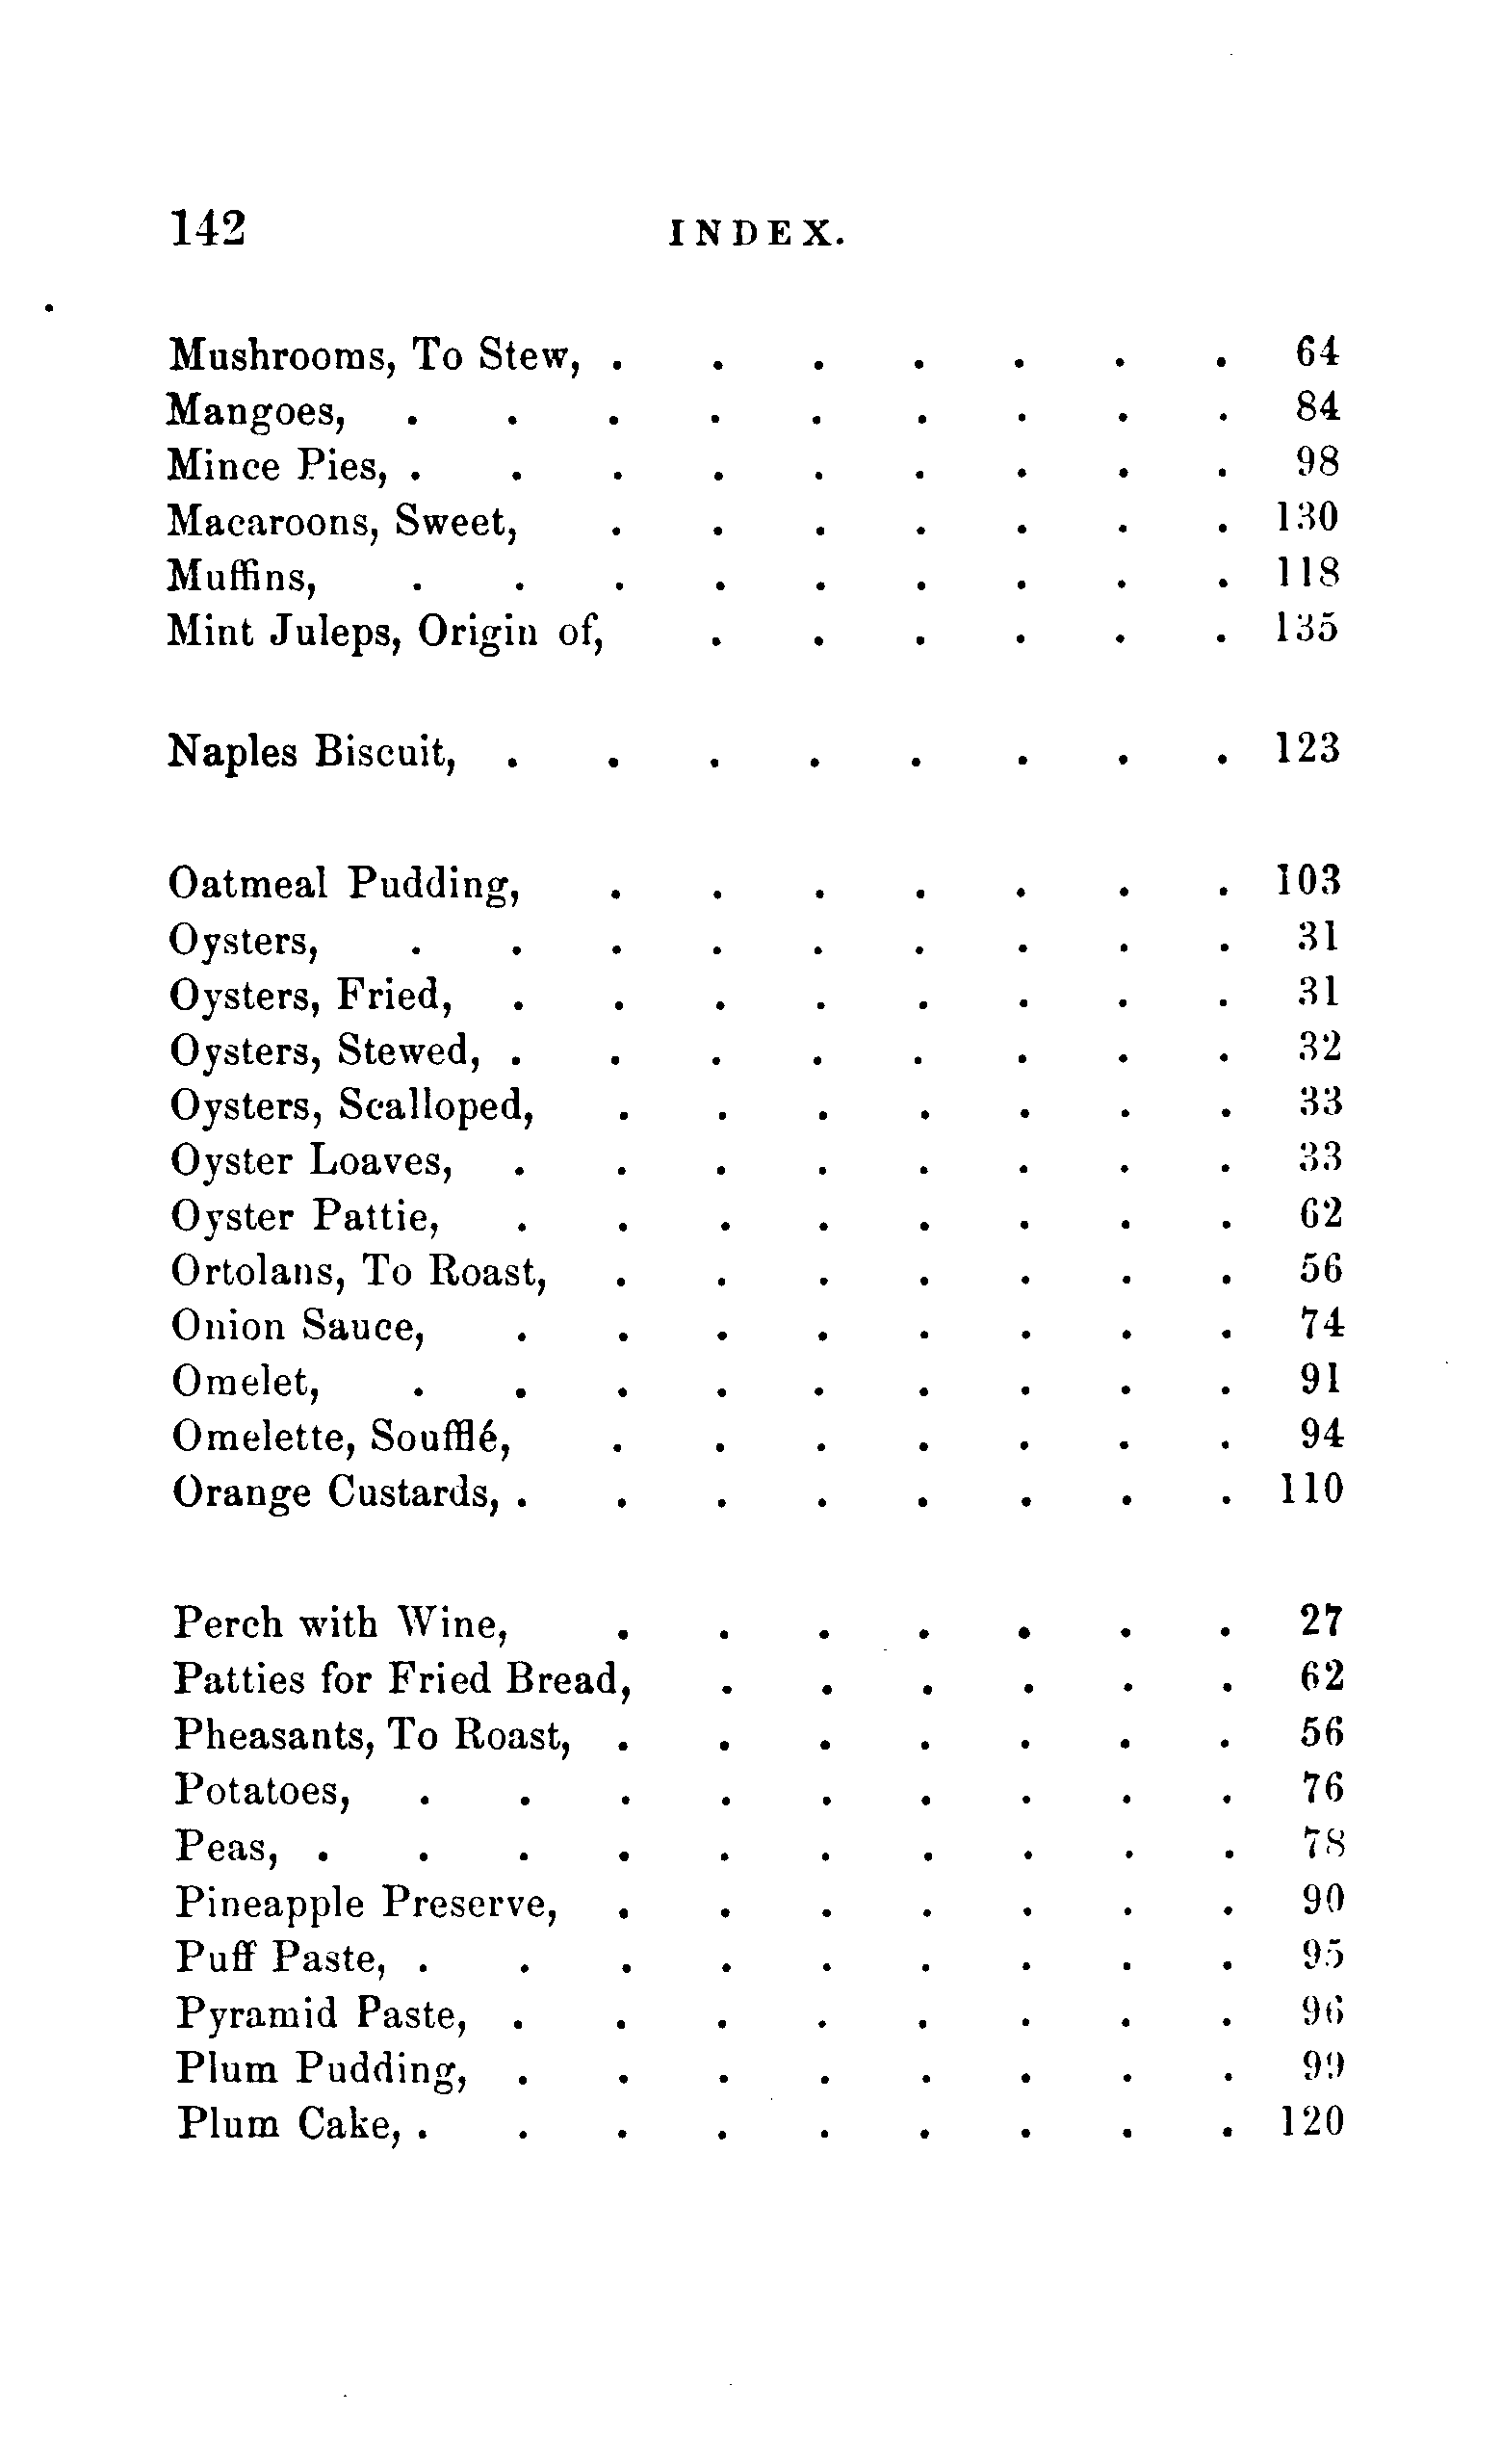 142 INDEX.
Mushrooms, To Stew, . . . . . . . 64
Mangoes, . . . . . . . . . 84
Mince Pies, . . . . . . . . . 98
Macaroons, Sweet, . . . . . . . 130
Muffins, . . . . . . . . . 118
Mint Juleps, Origin of, . . . . . . 135
Naples Biscuit, . . . . . . . . 123
Oatmeal Pudding, . . . . . . . 103
Oysters, . . . . . . . . . 31
Oysters, Fried, . . . . . . . . 31
Oysters, Stewed, . . . . . . . . 32
Oysters, Scalloped, . . . . . . . 33
Oyster Loaves, . . . . . . . . 33
Oyster Pattie, . . . . . . . . 62
Ortolans, To Roast, . . . . . . . 56
Onion Sauce, . . . . . . . . 74
Omelet, . . . . . . . . . 91
Omelette, Soufflé, . . . . . . . 94
Orange Custards, . . . . . . . . 110
Perch with Wine, . . . . . . . 27
Patties for Fried Bread, . . . . . . 62
Pheasants, To Roast, . . . . . . . 56
Potatoes, . . . . . . . . . 76
Peas, . . . . . . . . . . 78
Pineapple Preserve, . . . . . . . 90
Puff Paste, . . . . . . . . . 95
Pyramid Paste, . . . . . . . . 96
Plum Pudding, . . . . . . . . 99
Plum Cake, . . . . . . . . . 120